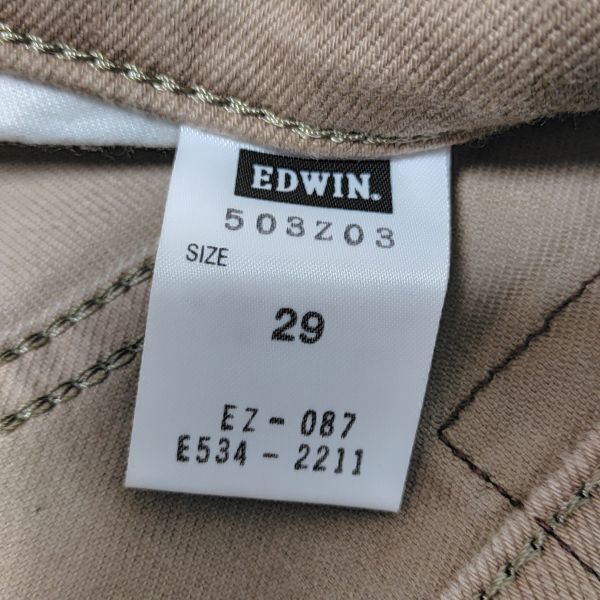 EDWIN.
503Z03
SIZE
29
EZ-087
E534-2211